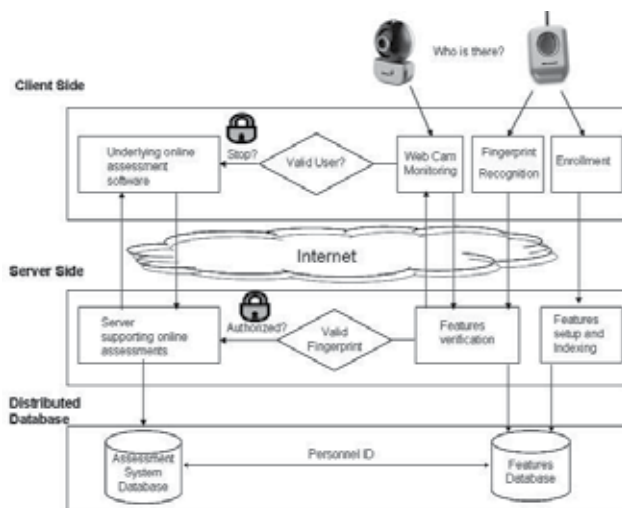 Who is there?
Client Side
Underlying online
assessment
software
Stop?
Valid User?
Web Cam
Monitoring
Fingerprint
Recognition
Enrollment
Internet
Server Side
Server
supporting online
assessments
Authorized?
Valid
Fingerprint
Features
verification
Features
setup and
Indexing
Distributed
Database
Assessment
System
Database
Personnel ID
Features
Database